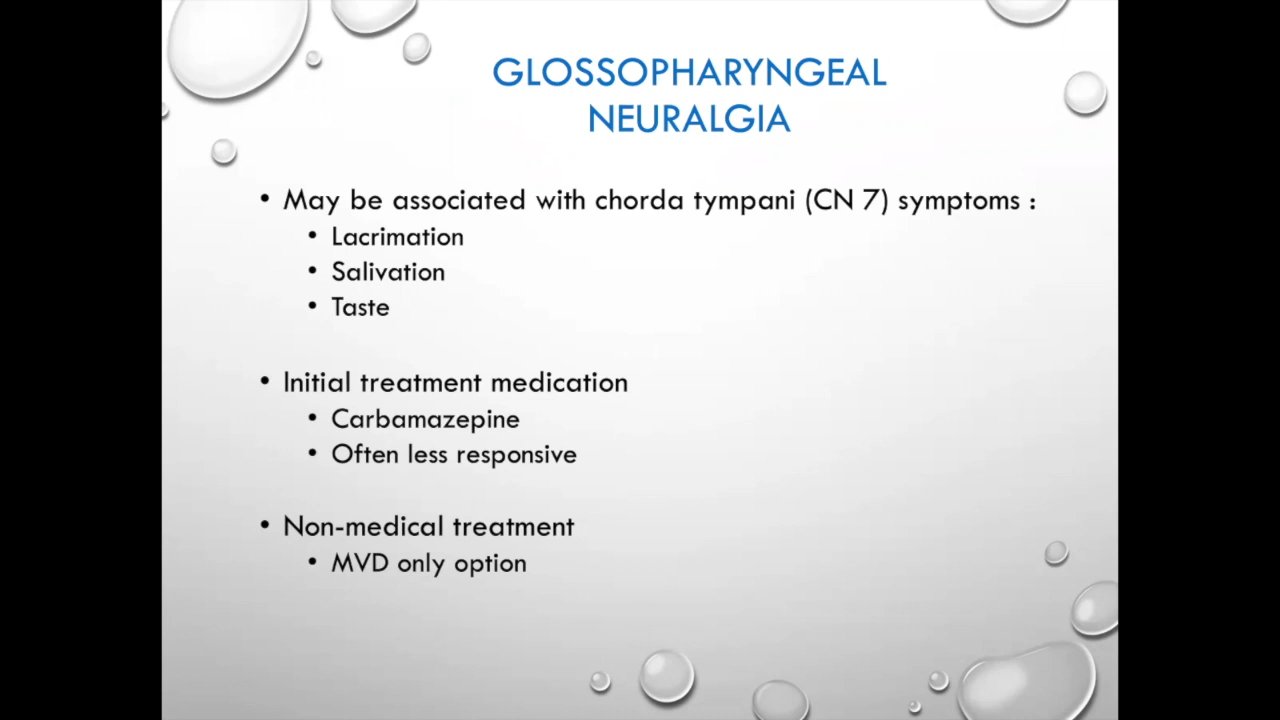 GLOSSOPHARYNGEAL
NEURALGIA
• May be associated with chorda tympani (CN 7) symptoms :
• Lacrimation
• Salivation
• Taste
• Initial treatment medication
• Carbamazepine
• Often less responsive
• Non-medical treatment
• MVD only option